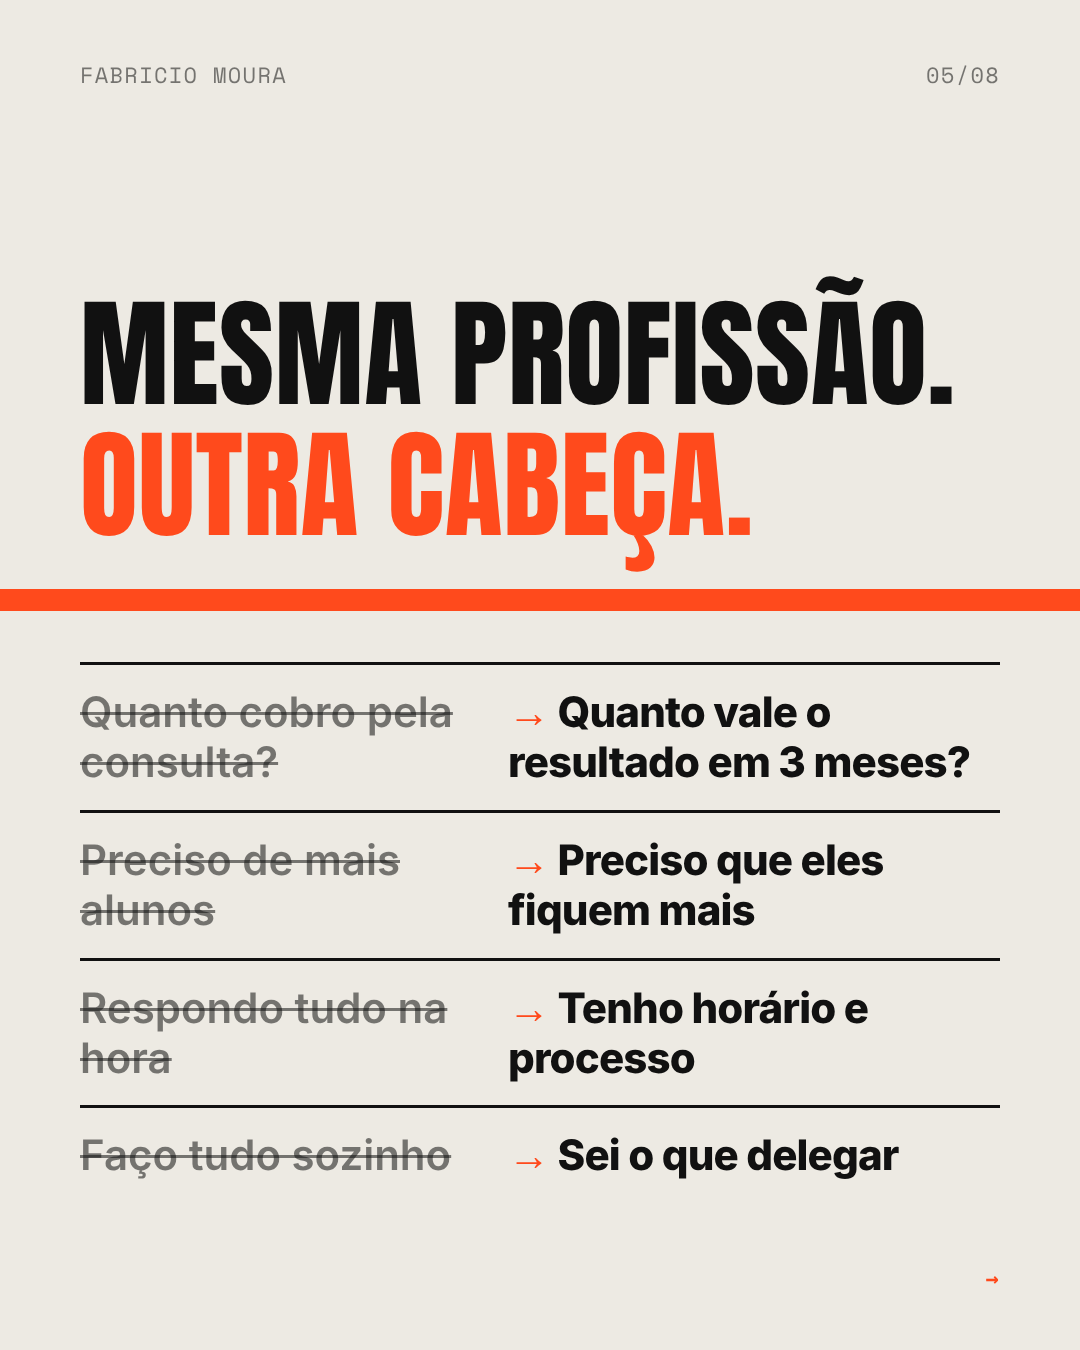 FABRICIO MOURA
05/08
MESMA PROFISSÃO.
OUTRA CABEÇA.
Quanto cobro pela
consulta?
→ Quanto vale o
resultado em 3 meses?
Preciso de mais
alunos
→ Preciso que eles
fiquem mais
Respondo tudo na
hora
→ Tenho horário e
processo
Faço tudo sozinho
→ Sei o que delegar
→